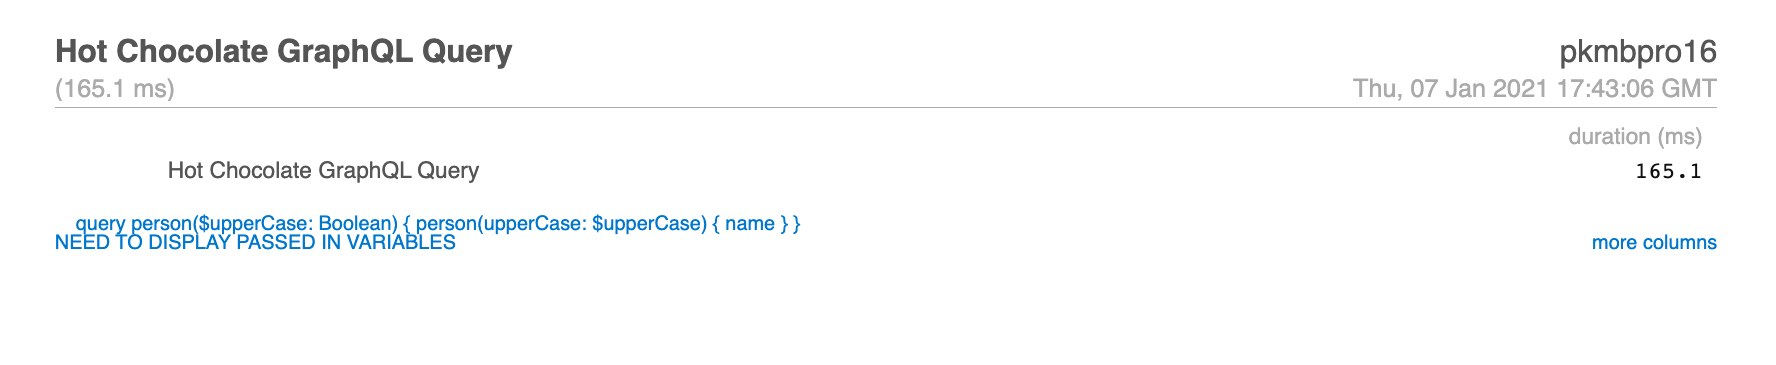 Hot Chocolate GraphQL Query
pkmbpro16
(165.1 ms)
Thu, 07 Jan 2021 17:43:06 GMT
duration (ms)
Hot Chocolate GraphQL Query
165.1
query person($upperCase: Boolean) { person(upperCase: $upperCase) { name } }
NEED TO DISPLAY PASSED IN VARIABLES
more columns